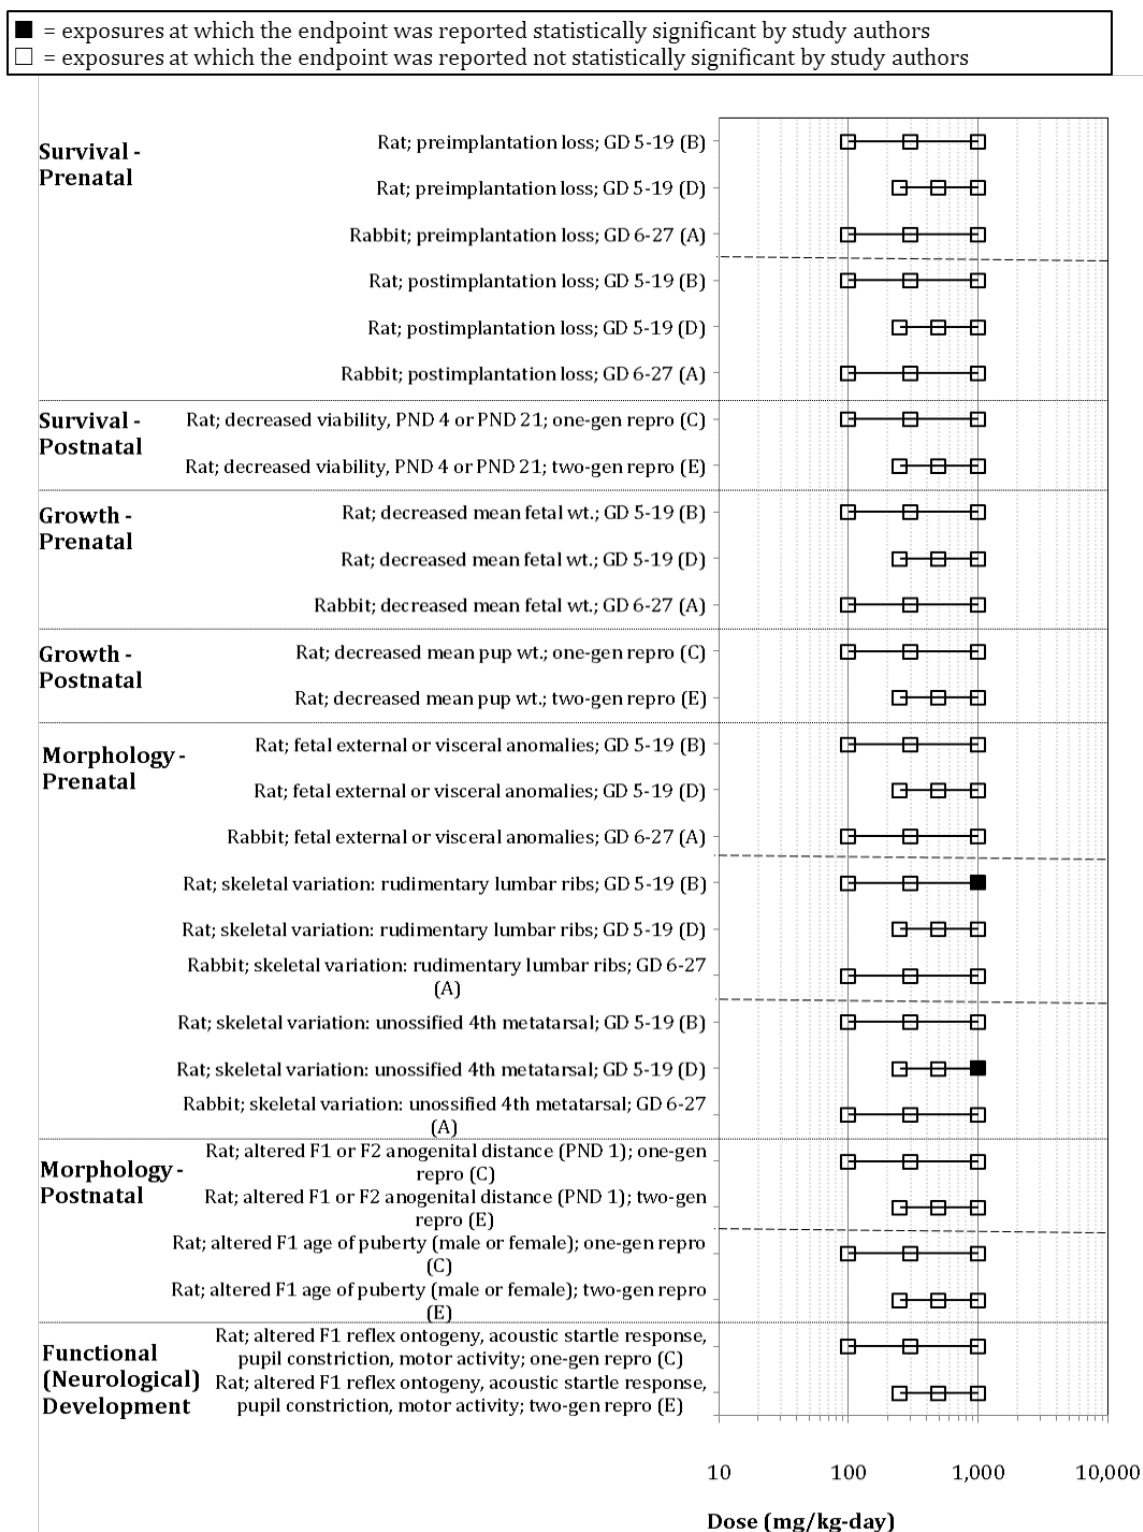 ■ = exposures at which the endpoint was reported statistically significant by study authors
□ = exposures at which the endpoint was reported not statistically significant by study authors
Survival -
Prenatal
Rat; preimplantation loss; GD 5-19 (B)
Rat; preimplantation loss; GD 5-19 (D)
Rabbit; preimplantation loss; GD 6-27 (A)
Rat; postimplantation loss; GD 5-19 (B)
Rat; postimplantation loss; GD 5-19 (D)
Rabbit; postimplantation loss; GD 6-27 (A)
Survival -
Postnatal
Rat; decreased viability, PND 4 or PND 21; one-gen repro (C)
Rat; decreased viability, PND 4 or PND 21; two-gen repro (E)
Growth -
Prenatal
Rat; decreased mean fetal wt.; GD 5-19 (B)
Rat; decreased mean fetal wt.; GD 5-19 (D)
Rabbit; decreased mean fetal wt.; GD 6-27 (A)
Growth -
Postnatal
Rat; decreased mean pup wt.; one-gen repro (C)
Rat; decreased mean pup wt.; two-gen repro (E)
Morphology -
Prenatal
Rat; fetal external or visceral anomalies; GD 5-19 (B)
Rat; fetal external or visceral anomalies; GD 5-19 (D)
Rabbit; fetal external or visceral anomalies; GD 6-27 (A)
Rat; skeletal variation: rudimentary lumbar ribs; GD 5-19 (B)
Rat; skeletal variation: rudimentary lumbar ribs; GD 5-19 (D)
Rabbit; skeletal variation: rudimentary lumbar ribs; GD 6-27
(A)
Rat; skeletal variation: unossified 4th metatarsal; GD 5-19 (B)
Rat; skeletal variation: unossified 4th metatarsal; GD 5-19 (D)
Rabbit; skeletal variation: unossified 4th metatarsal; GD 6-27
(A)
Morphology -
Postnatal
Rat; altered F1 or F2 anogenital distance (PND 1); one-gen
repro (C)
Rat; altered F1 or F2 anogenital distance (PND 1); two-gen
repro (E)
Rat; altered F1 age of puberty (male or female); one-gen repro
(C)
Rat; altered F1 age of puberty (male or female); two-gen repro
(E)
Functional
(Neurological)
Development
Rat; altered F1 reflex ontogeny, acoustic startle response,
pupil constriction, motor activity; one-gen repro (C)
Rat; altered F1 reflex ontogeny, acoustic startle response,
pupil constriction, motor activity; two-gen repro (E)
10 100 1,000 10,000
Dose (mg/kg-day)